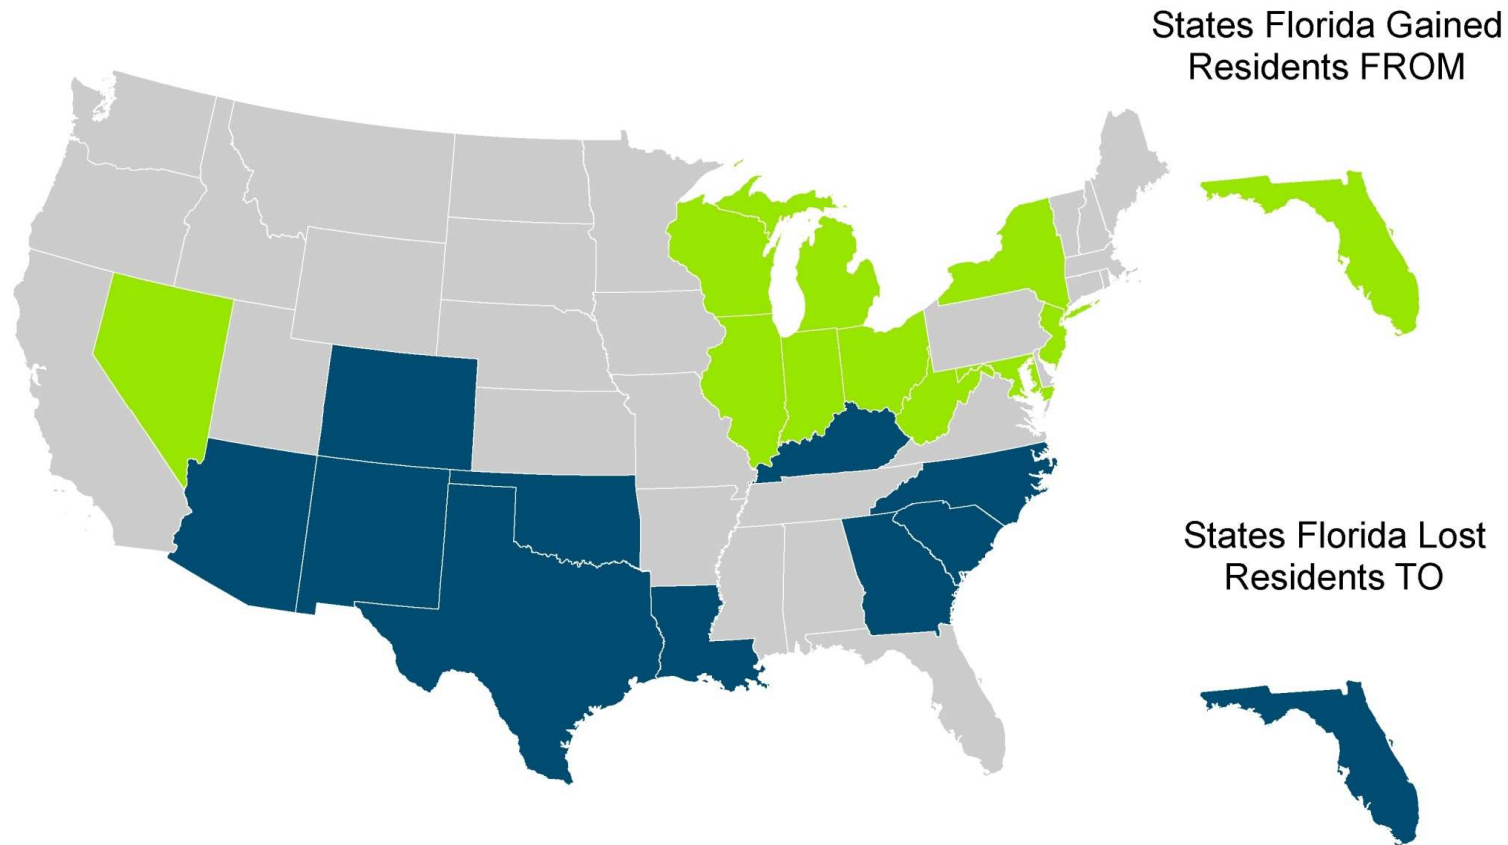 States Florida Gained
Residents FROM
States Florida Lost
Residents TO